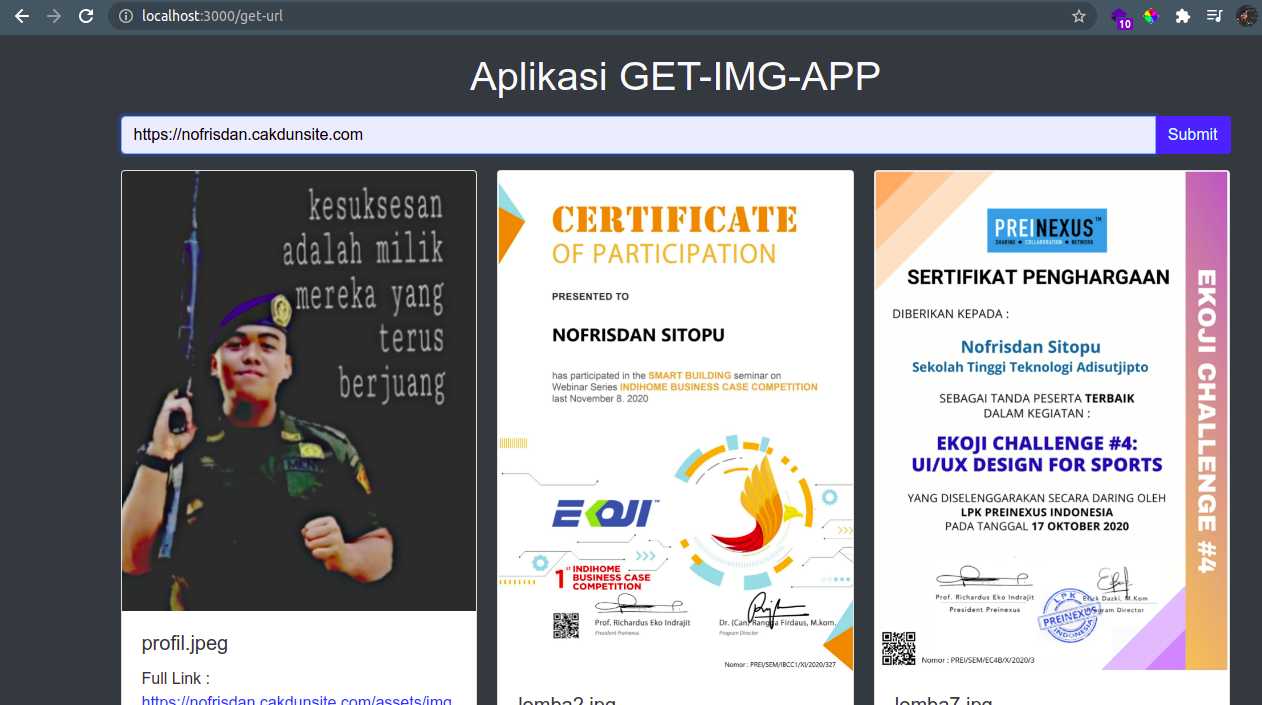 localhost:3000/get-url
10
Aplikasi GET-IMG-APP
https://nofrisdan.cakdunsite.com
Submit
kesuksesan
adalah milik
mereka yang
terus
berjuang
profil.jpeg
Full Link :
https://nofrisdan.cakdunsite.com/assets/img
CERTIFICATE
OF PARTICIPATION
PRESENTED TO
NOFRISDAN SITOPU
has participated in the SMART BUILDING seminar on
Webinar Series INDIHOME BUSINESS CASE COMPETITION
last November 8. 2020
EKOJI™
1st INDIHOME
BUSINESS CASE
COMPETITION
Prof. Richardus Eko Indrajit
President Preinexus
Dr. (Can) Rangga Firdaus, M.kom.
Program Director
Nomor : PREI/SEM/IBCC1/XI/2020/327
lomba2.jpg
PREINEXUS™
SHARING • COLLABORATION • NETWORK
SERTIFIKAT PENGHARGAAN
DIBERIKAN KEPADA :
Nofrisdan Sitopu
Sekolah Tinggi Teknologi Adisutjipto
SEBAGAI TANDA PESERTA TERBAIK
DALAM KEGIATAN :
EKOJI CHALLENGE #4:
UI/UX DESIGN FOR SPORTS
YANG DISELENGGARAKAN SECARA DARING OLEH
LPK PREINEXUS INDONESIA
PADA TANGGAL 17 OKTOBER 2020
Prof. Richardus Eko Indrajit
President Preinexus
Erick Dazki, M.Kom
Program Director
LPK
PREINEXUS
INDONESIA
Nomor : PREI/SEM/EC4B/X/2020/3
EKOJI CHALLENGE #4
lomba7.jpg